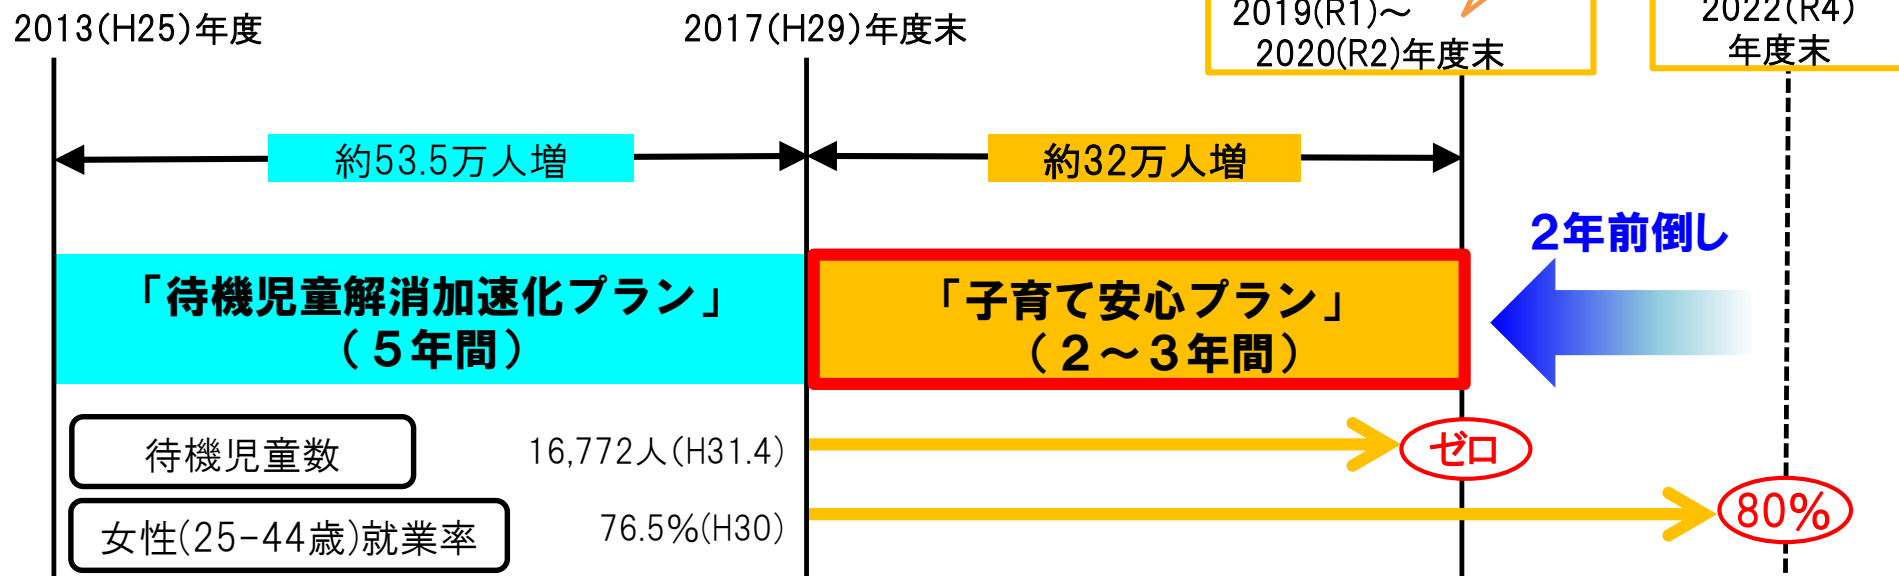 2013(H25)年度
2017(H29)年度末
2019(R1)～
2020(R2)年度末
2022(R4)
年度末
約53.5万人増
約32万人増
２年前倒し
「待機児童解消加速化プラン」
（５年間）
「子育て安心プラン」
（２～３年間）
待機児童数
16,772人(H31.4)
ゼロ
女性(25-44歳)就業率
76.5%(H30)
80%